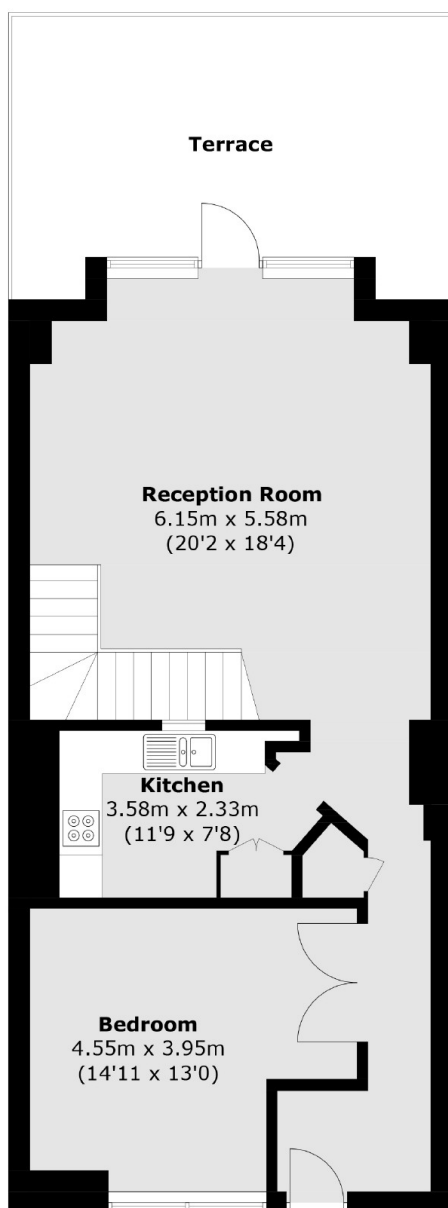 Terrace
Reception Room
6.15m x 5.58m
(20'2 x 18'4)
Kitchen
3.58m x 2.33m
(11'9 x 7'8)
Bedroom
4.55m x 3.95m
(14'11 x 13'0)